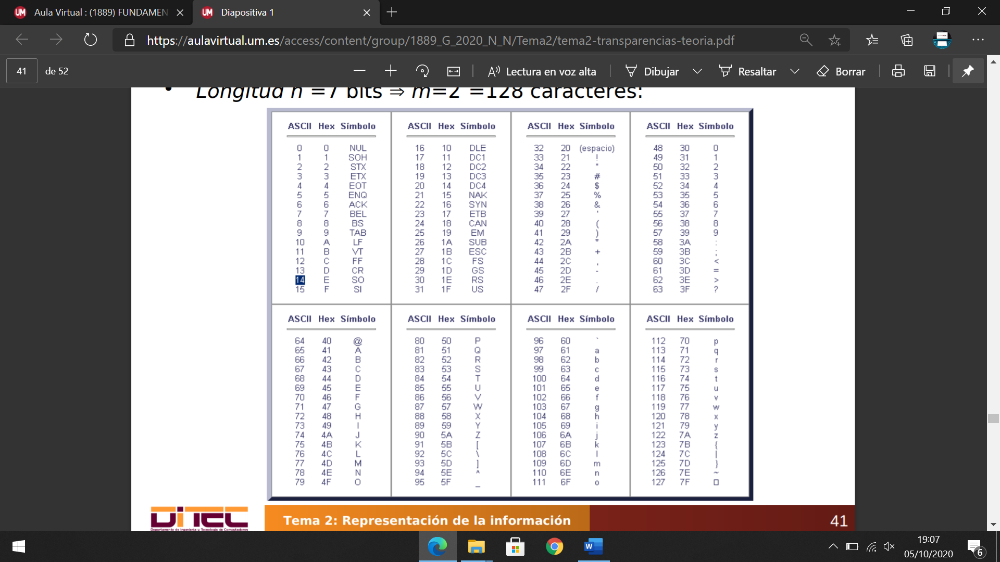 Aula Virtual : (1889) FUNDAMEN
Diapositiva 1
https://aulavirtual.um.es/access/content/group/1889_G_2020_N_N/Tema2/tema2-transparencias-teoria.pdf
41 de 52
Lectura en voz alta
Dibujar
Resaltar
Borrar
• Longitud n =7 bits ⇒ m=2 =128 caracteres:
ASCII Hex Símbolo
0 0 NUL
1 1 SOH
2 2 STX
3 3 ETX
4 4 EOT
5 5 ENQ
6 6 ACK
7 7 BEL
8 8 BS
9 9 TAB
10 A LF
11 B VT
12 C FF
13 D CR
14 E SO
15 F SI
ASCII Hex Símbolo
16 10 DLE
17 11 DC1
18 12 DC2
19 13 DC3
20 14 DC4
21 15 NAK
22 16 SYN
23 17 ETB
24 18 CAN
25 19 EM
26 1A SUB
27 1B ESC
28 1C FS
29 1D GS
30 1E RS
31 1F US
ASCII Hex Símbolo
32 20 (espacio)
33 21 !
34 22 "
35 23 #
36 24 $
37 25 %
38 26 &
39 27 '
40 28 (
41 29 )
42 2A *
43 2B +
44 2C ,
45 2D -
46 2E .
47 2F /
ASCII Hex Símbolo
48 30 0
49 31 1
50 32 2
51 33 3
52 34 4
53 35 5
54 36 6
55 37 7
56 38 8
57 39 9
58 3A :
59 3B ;
60 3C <
61 3D =
62 3E >
63 3F ?
ASCII Hex Símbolo
64 40 @
65 41 A
66 42 B
67 43 C
68 44 D
69 45 E
70 46 F
71 47 G
72 48 H
73 49 I
74 4A J
75 4B K
76 4C L
77 4D M
78 4E N
79 4F O
ASCII Hex Símbolo
80 50 P
81 51 Q
82 52 R
83 53 S
84 54 T
85 55 U
86 56 V
87 57 W
88 58 X
89 59 Y
90 5A Z
91 5B [
92 5C \
93 5D ]
94 5E ^
95 5F _
ASCII Hex Símbolo
96 60 `
97 61 a
98 62 b
99 63 c
100 64 d
101 65 e
102 66 f
103 67 g
104 68 h
105 69 i
106 6A j
107 6B k
108 6C l
109 6D m
110 6E n
111 6F o
ASCII Hex Símbolo
112 70 p
113 71 q
114 72 r
115 73 s
116 74 t
117 75 u
118 76 v
119 77 w
120 78 x
121 79 y
122 7A z
123 7B {
124 7C |
125 7D }
126 7E ~
127 7F □
DiTEC
Departamento de Ingeniería y Tecnología de Computadores
Tema 2: Representación de la información
41
19:07
05/10/2020
6